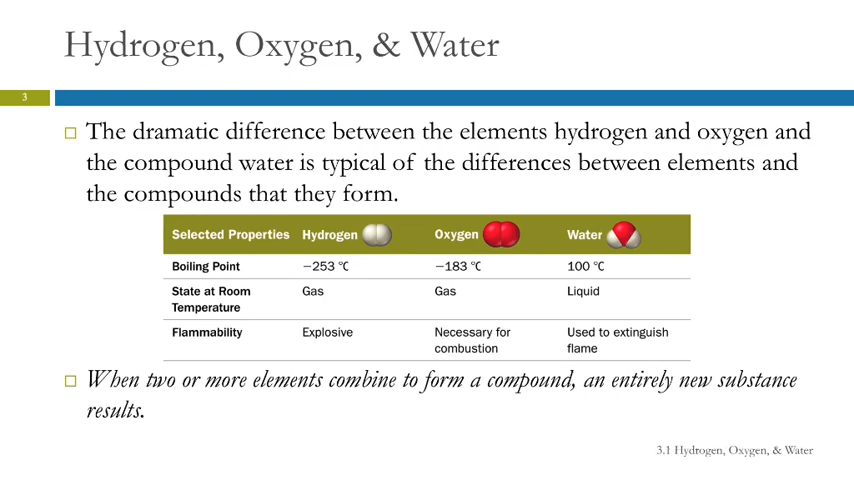 Hydrogen, Oxygen, & Water
3
The dramatic difference between the elements hydrogen and oxygen and
the compound water is typical of the differences between elements and
the compounds that they form.
Selected Properties Hydrogen Oxygen Water
Boiling Point −253 °C −183 °C 100 °C
State at Room Gas Gas Liquid
Temperature
Flammability Explosive Necessary for Used to extinguish
combustion flame
When two or more elements combine to form a compound, an entirely new substance
results.
3.1 Hydrogen, Oxygen, & Water